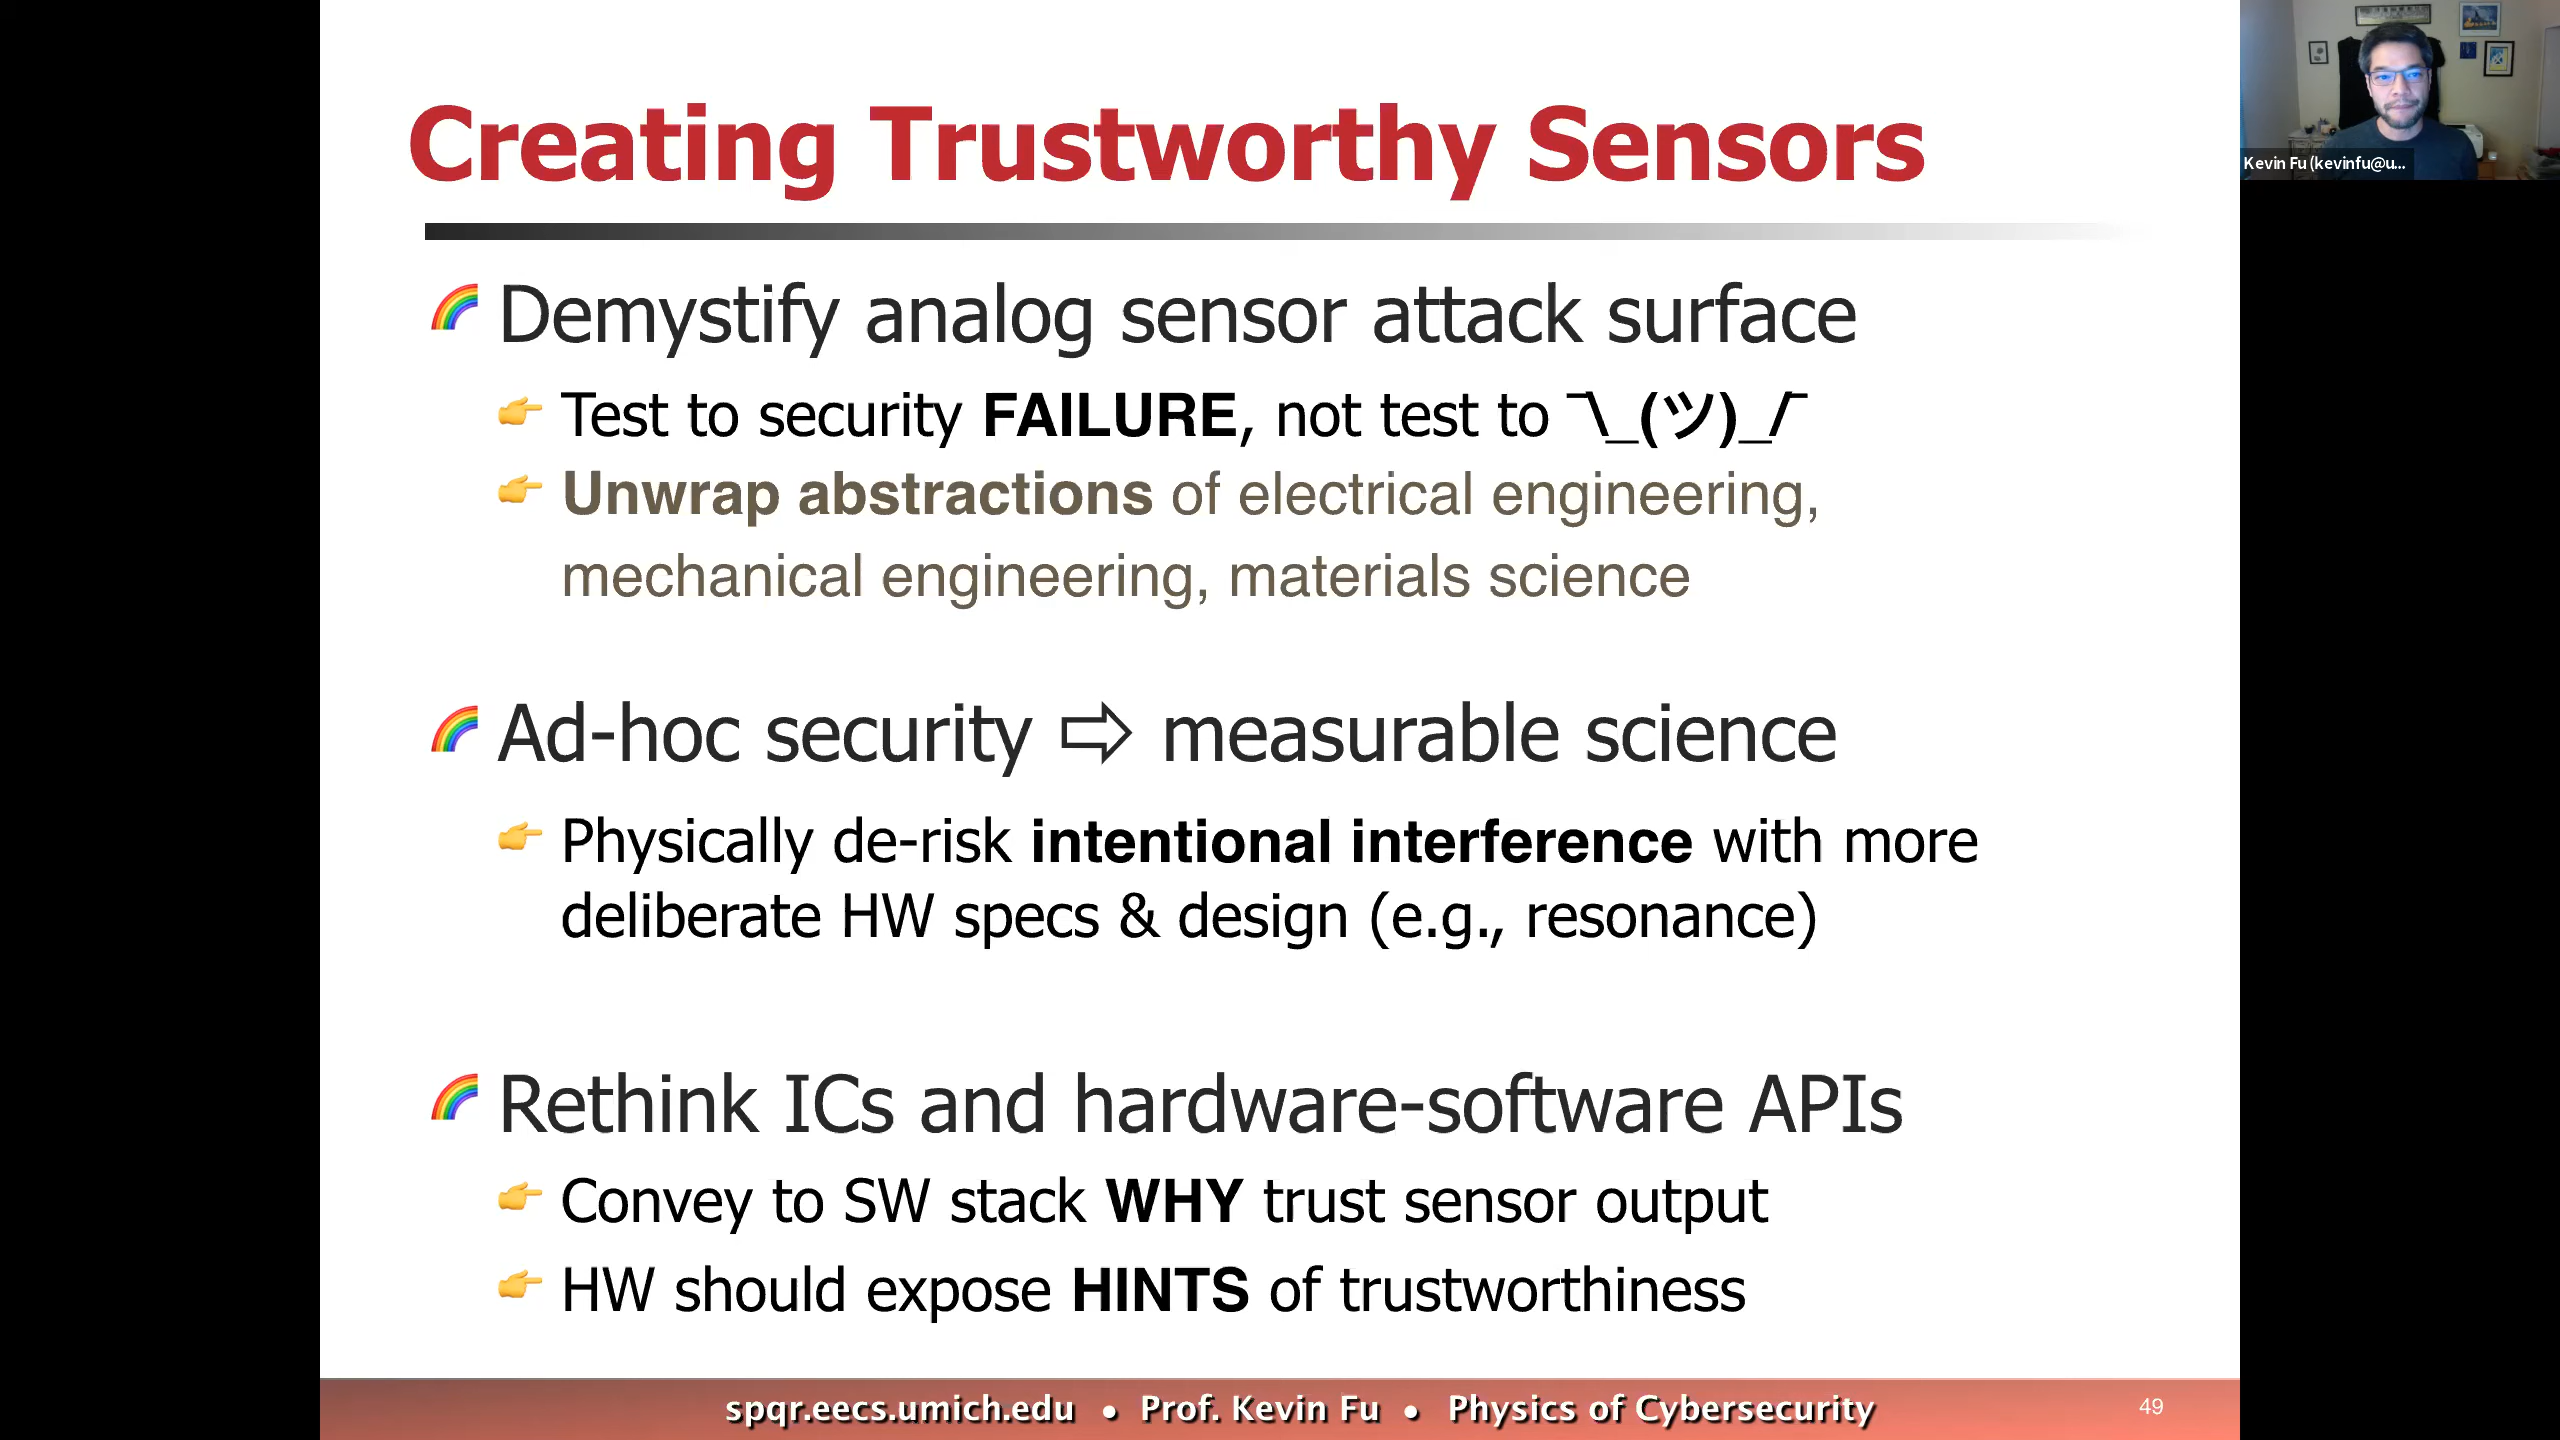 Creating Trustworthy Sensors
Kevin Fu (kevinfu@u...
Demystify analog sensor attack surface
Test to security FAILURE, not test to ¯\_(ツ)_/¯
Unwrap abstractions of electrical engineering,
mechanical engineering, materials science
Ad-hoc security ⇨ measurable science
Physically de-risk intentional interference with more
deliberate HW specs & design (e.g., resonance)
Rethink ICs and hardware-software APIs
Convey to SW stack WHY trust sensor output
HW should expose HINTS of trustworthiness
spqr.eecs.umich.edu • Prof. Kevin Fu • Physics of Cybersecurity
49